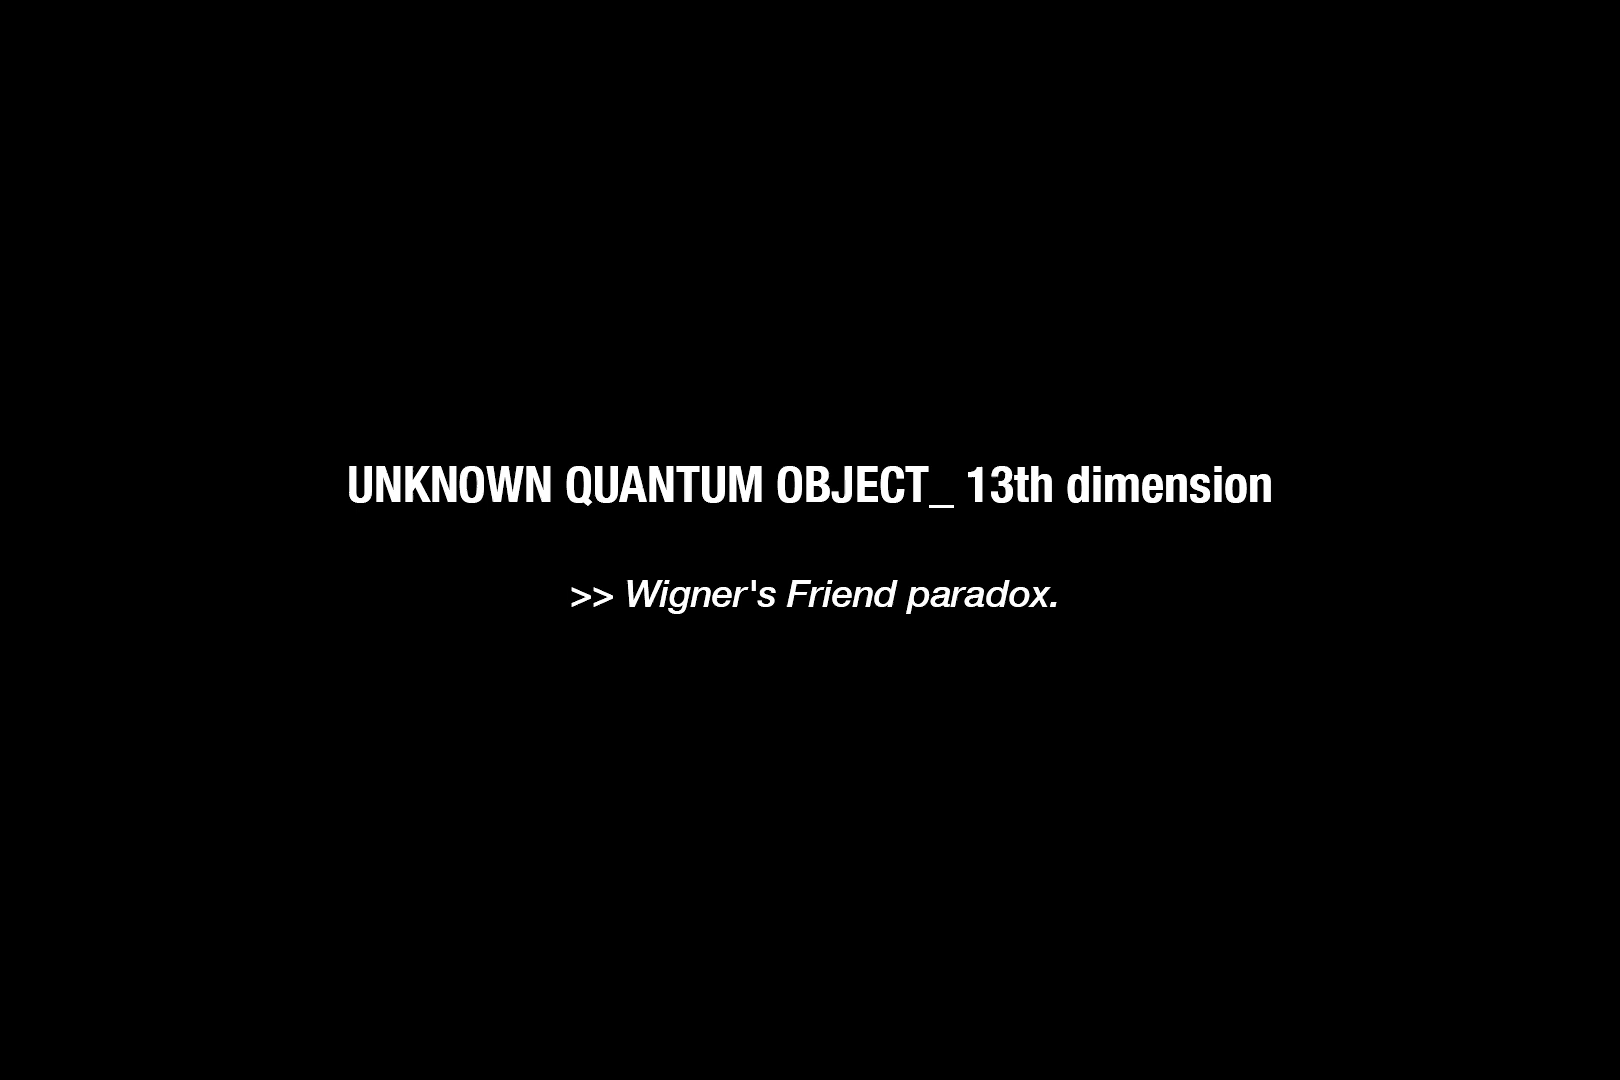 UNKNOWN QUANTUM OBJECT_ 13th dimension
>> Wigner's Friend paradox.